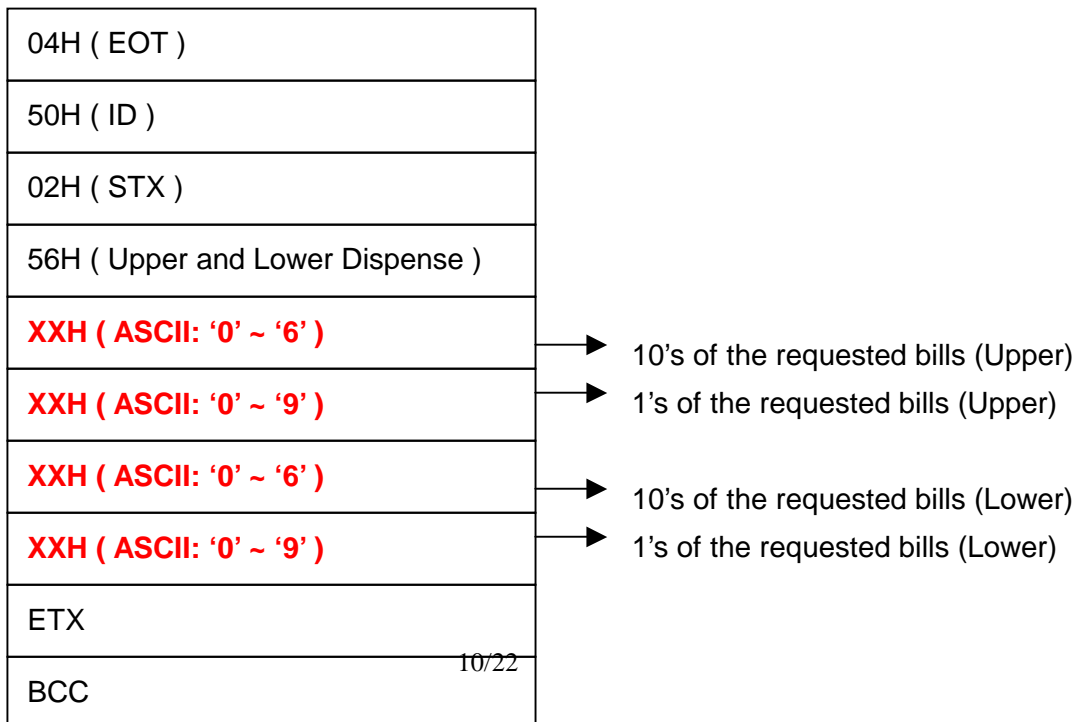 04H ( EOT )
50H ( ID )
02H ( STX )
56H ( Upper and Lower Dispense )
XXH ( ASCII: ‘0’ ~ ‘6’ )
10’s of the requested bills (Upper)
XXH ( ASCII: ‘0’ ~ ‘9’ )
1’s of the requested bills (Upper)
XXH ( ASCII: ‘0’ ~ ‘6’ )
10’s of the requested bills (Lower)
XXH ( ASCII: ‘0’ ~ ‘9’ )
1’s of the requested bills (Lower)
ETX
10/22
BCC